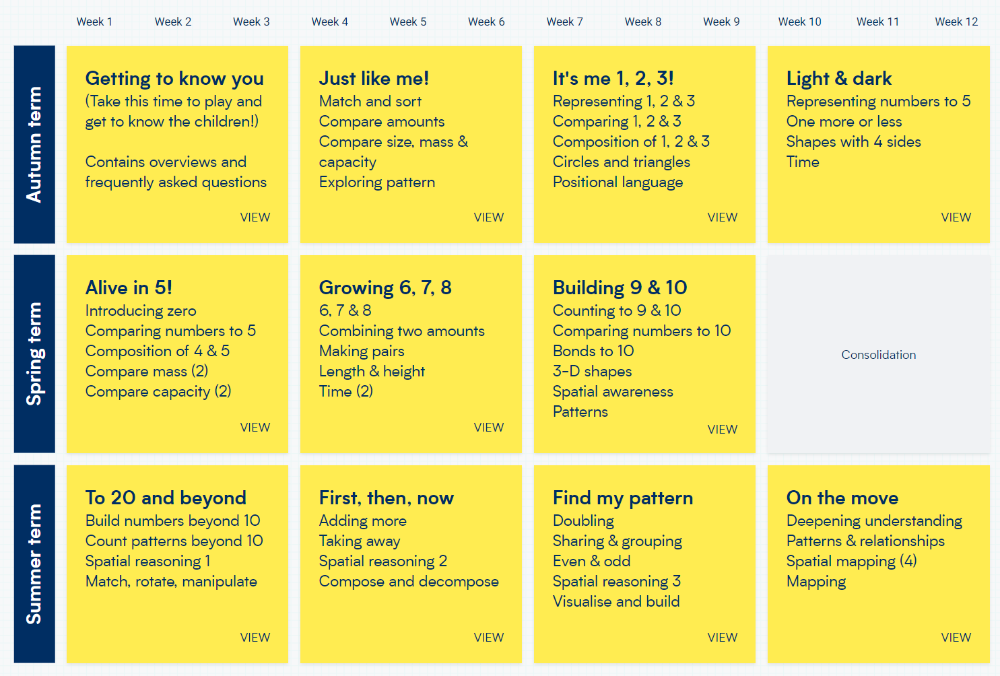 Week 1 Week 2 Week 3 Week 4 Week 5 Week 6 Week 7 Week 8 Week 9 Week 10 Week 11 Week 12
Autumn term
Getting to know you
(Take this time to play and
get to know the children!)
Contains overviews and
frequently asked questions
VIEW
Just like me!
Match and sort
Compare amounts
Compare size, mass &
capacity
Exploring pattern
VIEW
It's me 1, 2, 3!
Representing 1, 2 & 3
Comparing 1, 2 & 3
Composition of 1, 2 & 3
Circles and triangles
Positional language
VIEW
Light & dark
Representing numbers to 5
One more or less
Shapes with 4 sides
Time
VIEW
Spring term
Alive in 5!
Introducing zero
Comparing numbers to 5
Composition of 4 & 5
Compare mass (2)
Compare capacity (2)
VIEW
Growing 6, 7, 8
6, 7 & 8
Combining two amounts
Making pairs
Length & height
Time (2)
VIEW
Building 9 & 10
Counting to 9 & 10
Comparing numbers to 10
Bonds to 10
3-D shapes
Spatial awareness
Patterns
VIEW
Consolidation
Summer term
To 20 and beyond
Build numbers beyond 10
Count patterns beyond 10
Spatial reasoning 1
Match, rotate, manipulate
VIEW
First, then, now
Adding more
Taking away
Spatial reasoning 2
Compose and decompose
VIEW
Find my pattern
Doubling
Sharing & grouping
Even & odd
Spatial reasoning 3
Visualise and build
VIEW
On the move
Deepening understanding
Patterns & relationships
Spatial mapping (4)
Mapping
VIEW